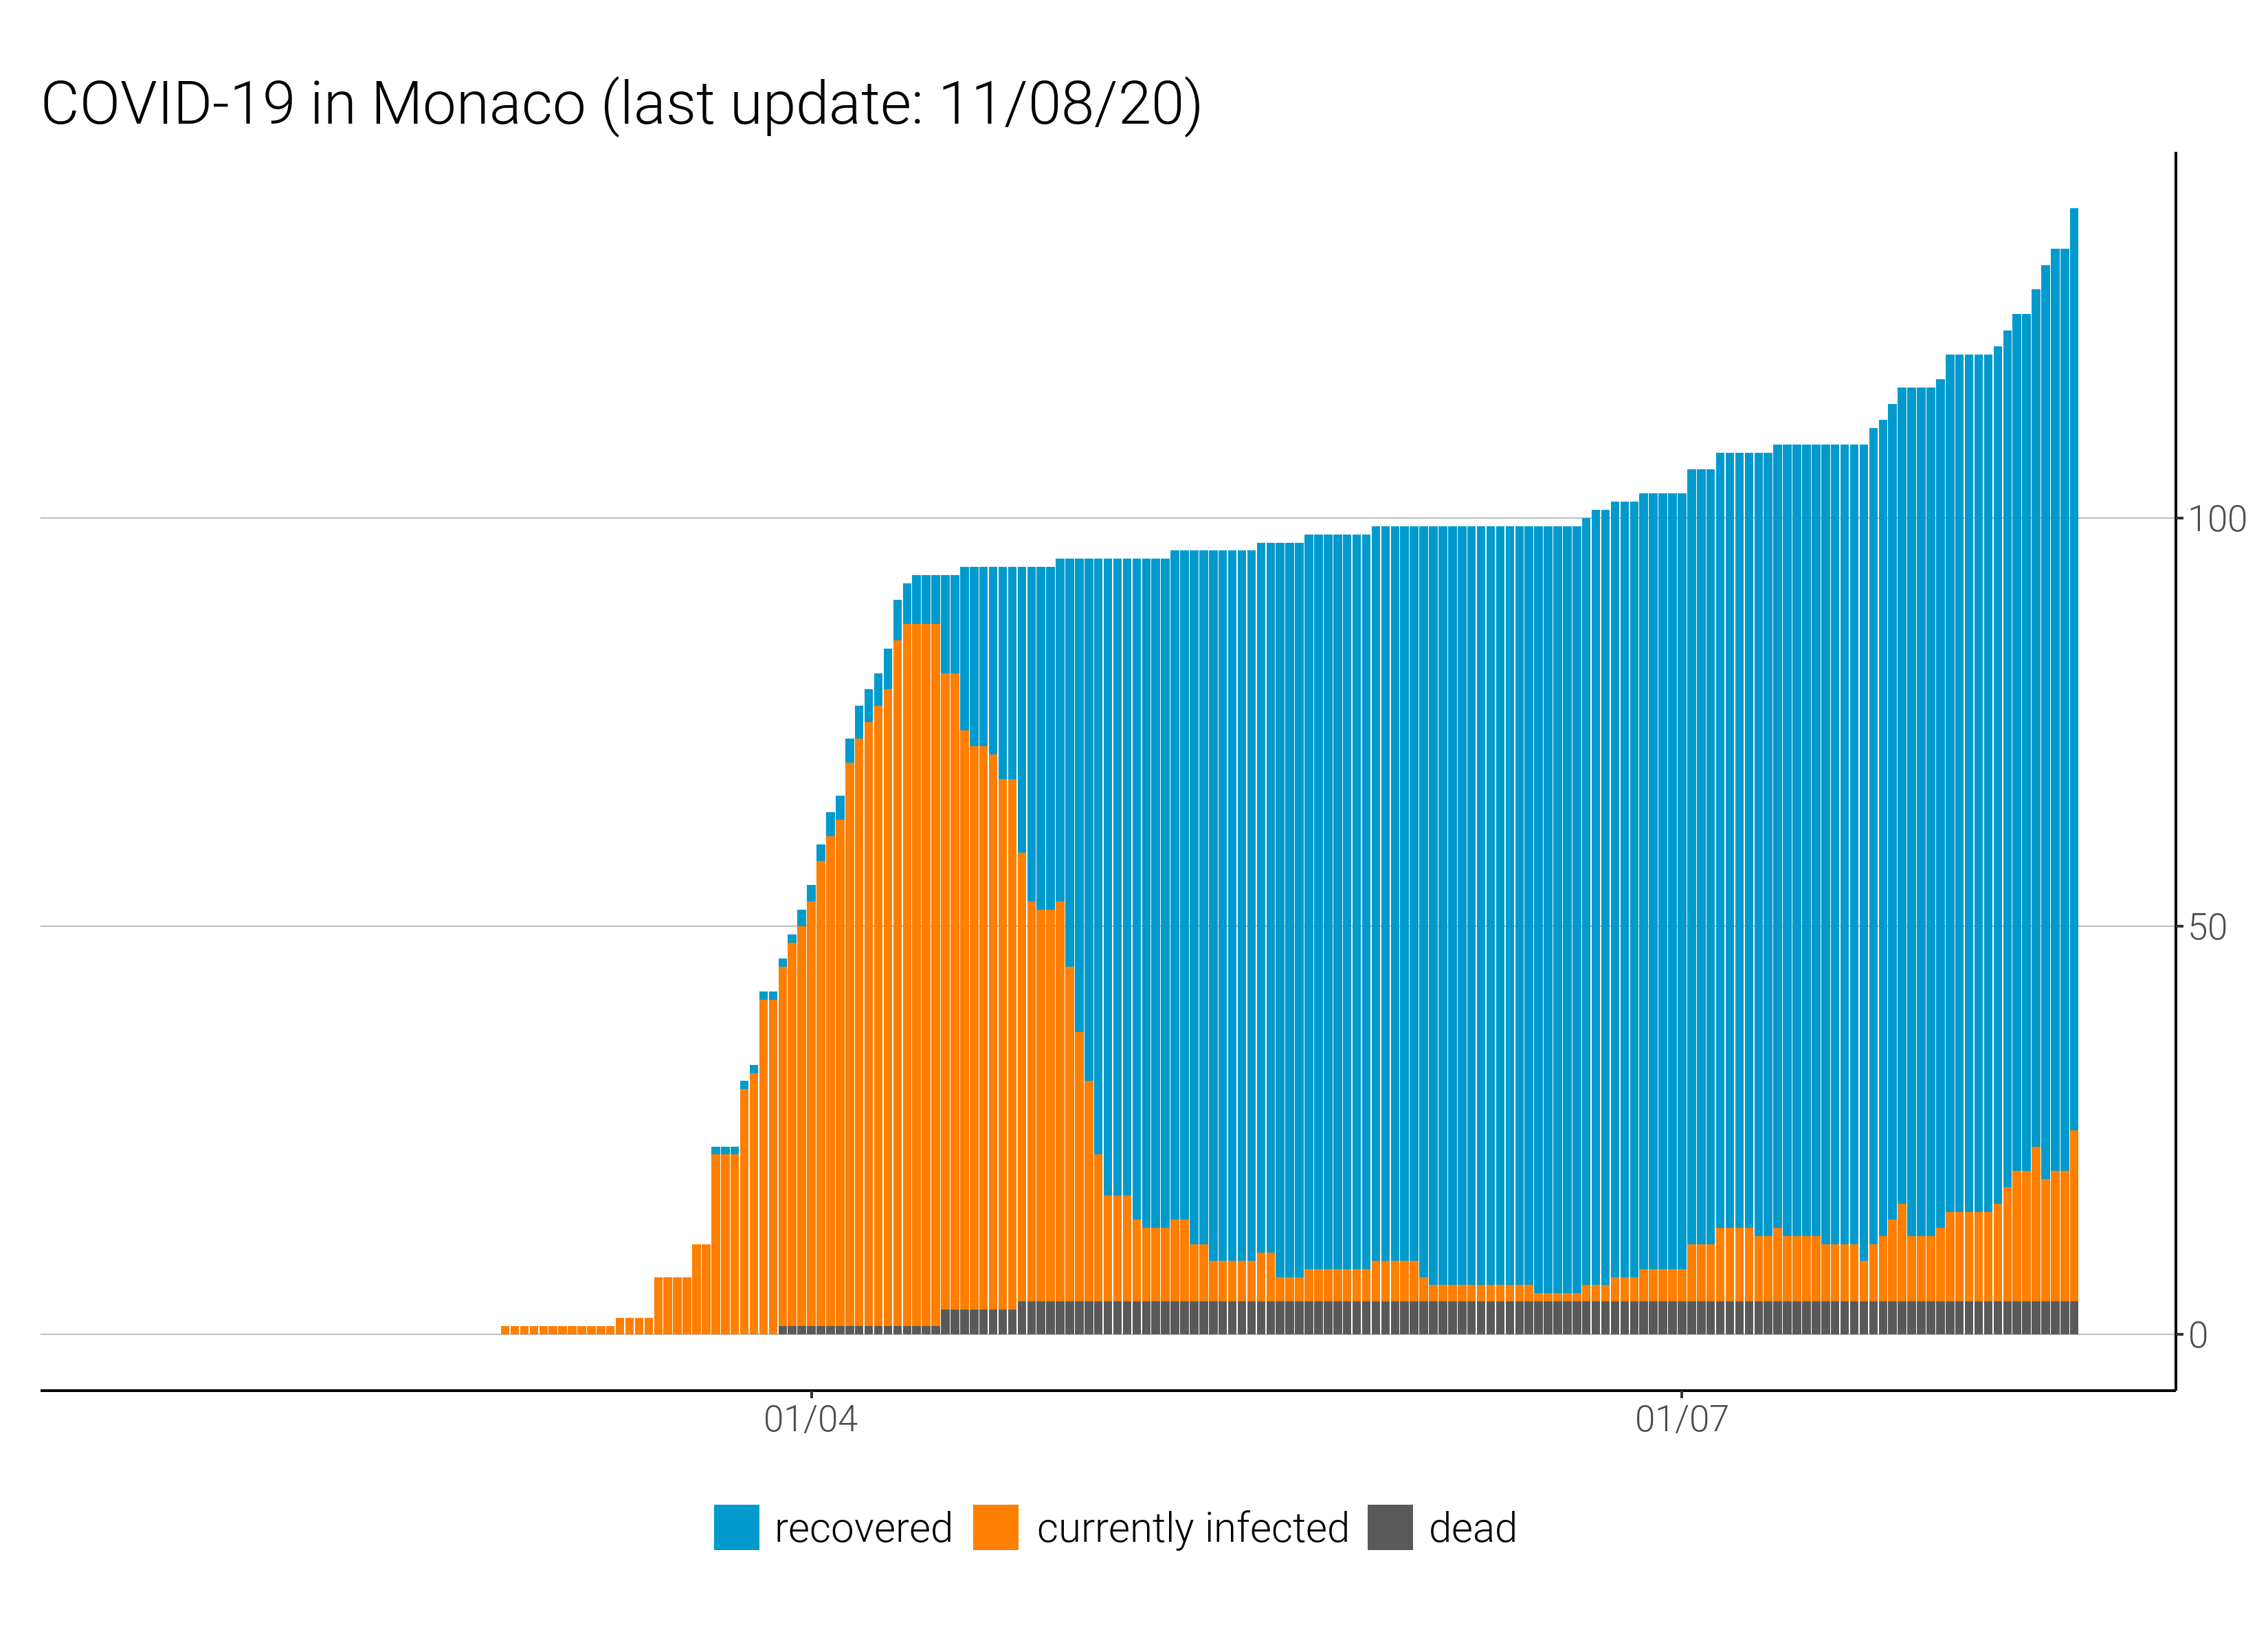 COVID-19 in Monaco (last update: 11/08/20)
100
50
0
01/04 01/07
recovered currently infected dead